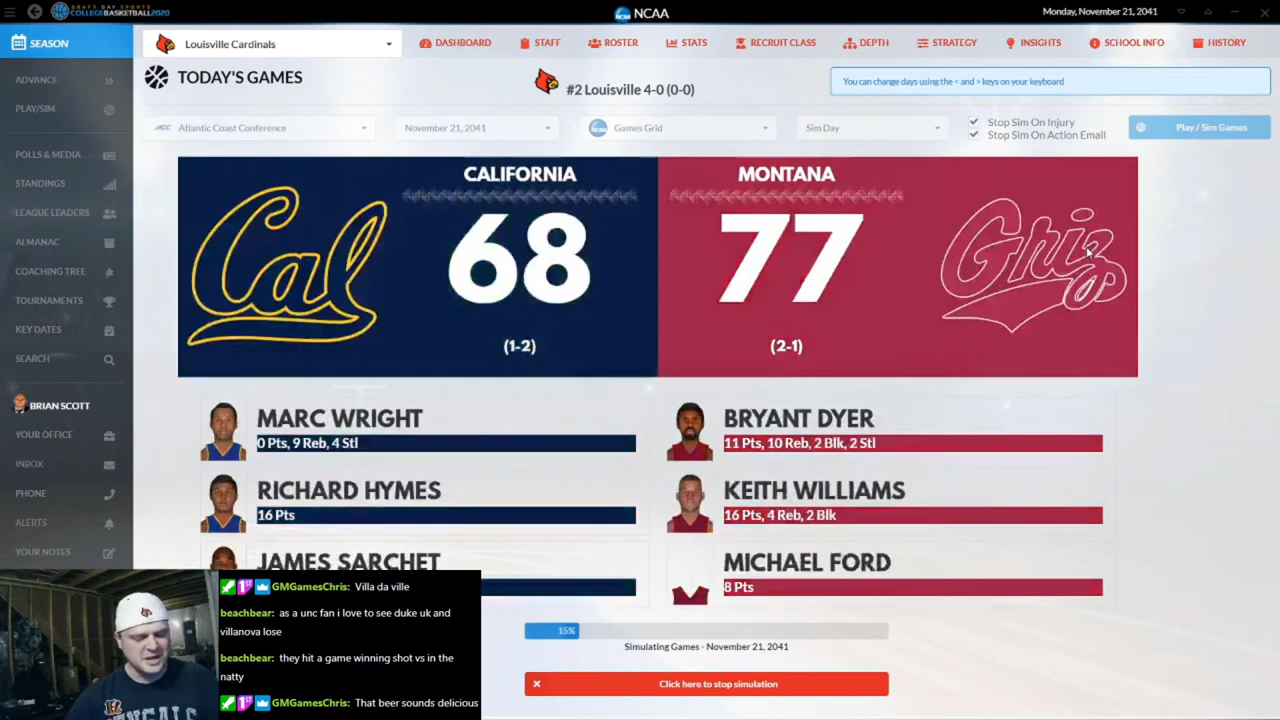 DRAFT DAY SPORTS
COLLEGEBASKETBALL2020
NCAA
Monday, November 21, 2041
SEASON
Louisville Cardinals
DASHBOARD
STAFF
ROSTER
STATS
RECRUIT CLASS
DEPTH
STRATEGY
INSIGHTS
SCHOOL INFO
HISTORY
ADVANCE
PLAY/SIM
POLLS & MEDIA
STANDINGS
LEAGUE LEADERS
ALMANAC
COACHING TREE
TOURNAMENTS
KEY DATES
SEARCH
BRIAN SCOTT
YOUR OFFICE
INBOX
PHONE
ALERTS
YOUR NOTES
TODAY'S GAMES
#2 Louisville 4-0 (0-0)
You can change days using the < and > keys on your keyboard
ACC Atlantic Coast Conference
November 21, 2041
Games Grid
Sim Day
Stop Sim On Injury
Stop Sim On Action Email
Play / Sim Games
Cal
CALIFORNIA
68
(1-2)
MONTANA
77
(2-1)
Griz
MARC WRIGHT
0 Pts, 9 Reb, 4 Stl
RICHARD HYMES
16 Pts
JAMES SARCHET
BRYANT DYER
11 Pts, 10 Reb, 2 Blk, 2 Stl
KEITH WILLIAMS
16 Pts, 4 Reb, 2 Blk
MICHAEL FORD
8 Pts
15%
Simulating Games - November 21, 2041
Click here to stop simulation
1st GMGamesChris: Villa da ville
beachbear: as a unc fan i love to see duke uk and
villanova lose
beachbear: they hit a game winning shot vs in the
natty
1st GMGamesChris: That beer sounds delicious